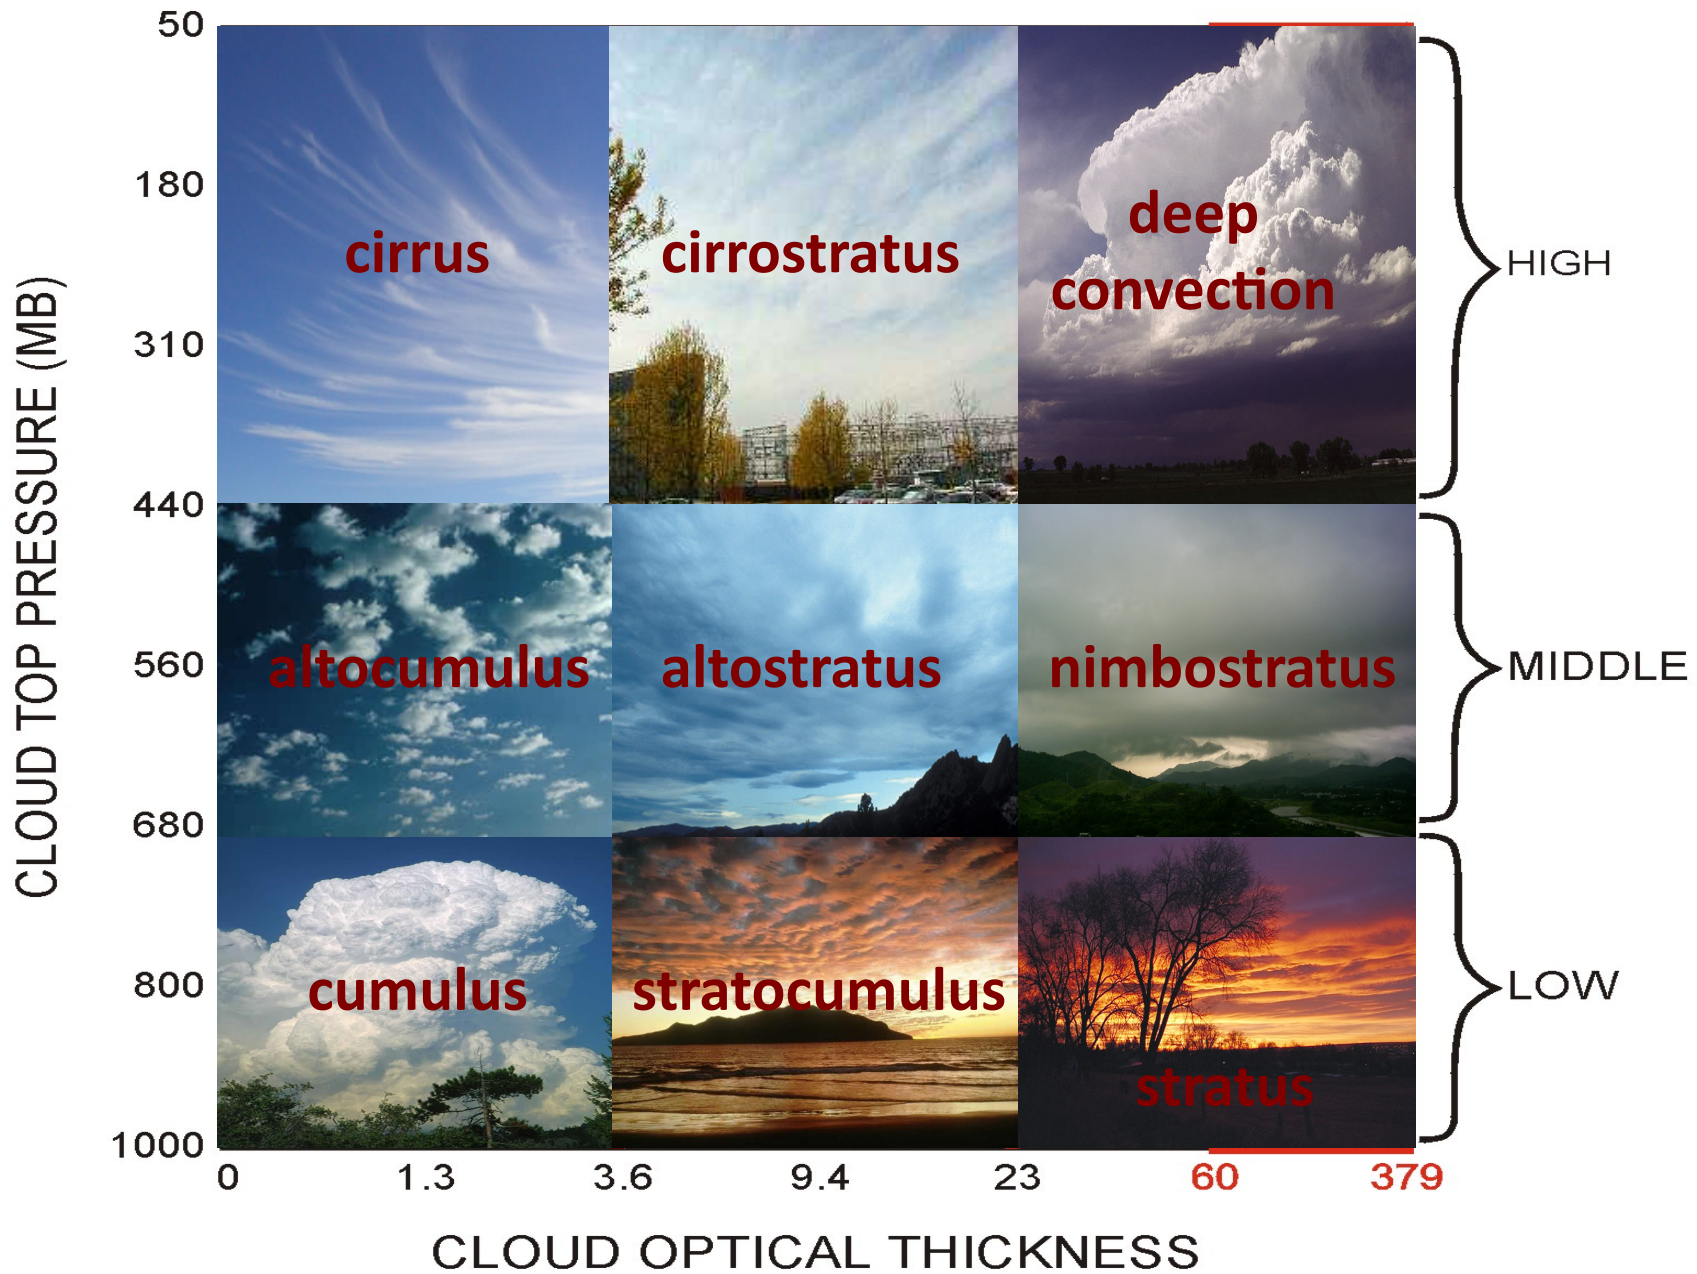 50
180
310
440
560
680
800
1000
CLOUD TOP PRESSURE (MB)
cirrus
cirrostratus
deep
convection
HIGH
altocumulus
altostratus
nimbostratus
MIDDLE
cumulus
stratocumulus
stratus
LOW
0 1.3 3.6 9.4 23 60 379
CLOUD OPTICAL THICKNESS